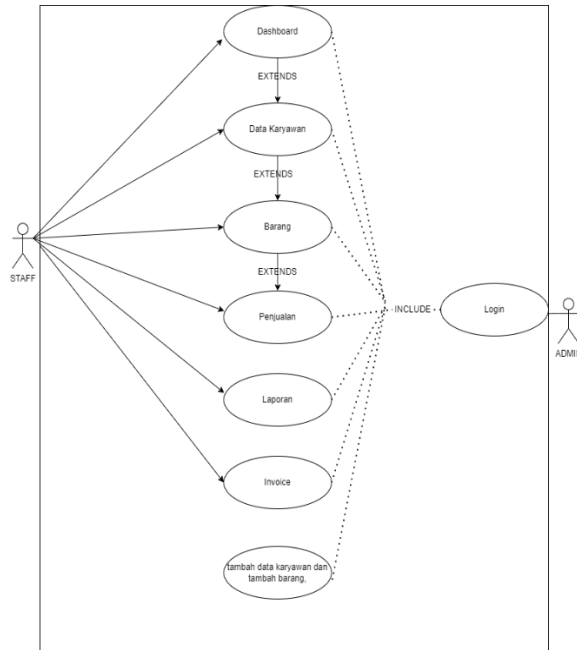 Dashboard
EXTENDS
Data Karyawan
EXTENDS
Barang
STAFF
EXTENDS
Penjualan
INCLUDE
Login
ADMIN
Laporan
Invoice
tambah data karyawan dan
tambah barang,